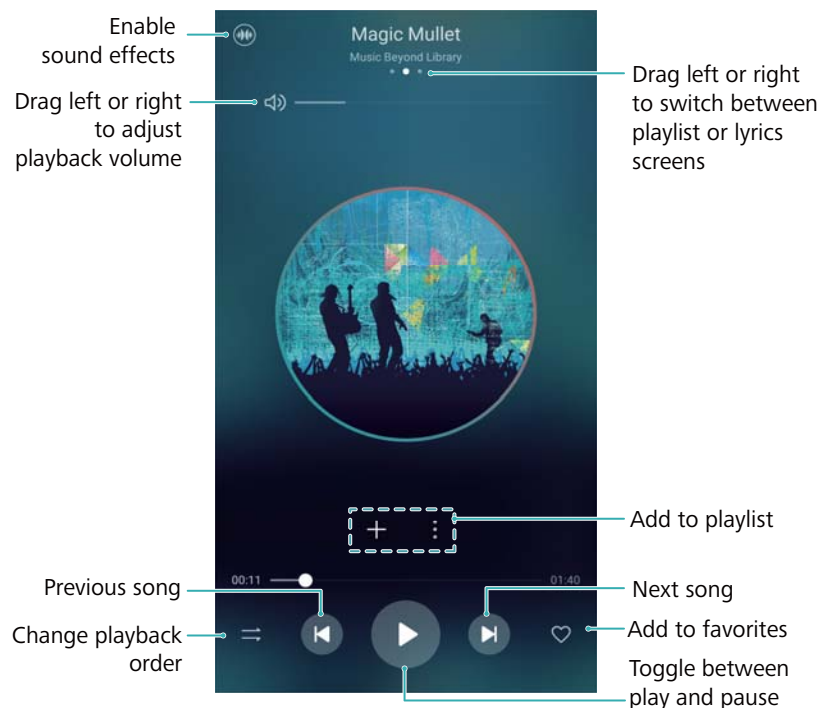 Enable
sound effects
Magic Mullet
Music Beyond Library
Drag left or right
to switch between
playlist or lyrics
screens
Drag left or right
to adjust
playback volume
Add to playlist
00:11
01:40
Previous song
Next song
Change playback
order
Add to favorites
Toggle between
play and pause